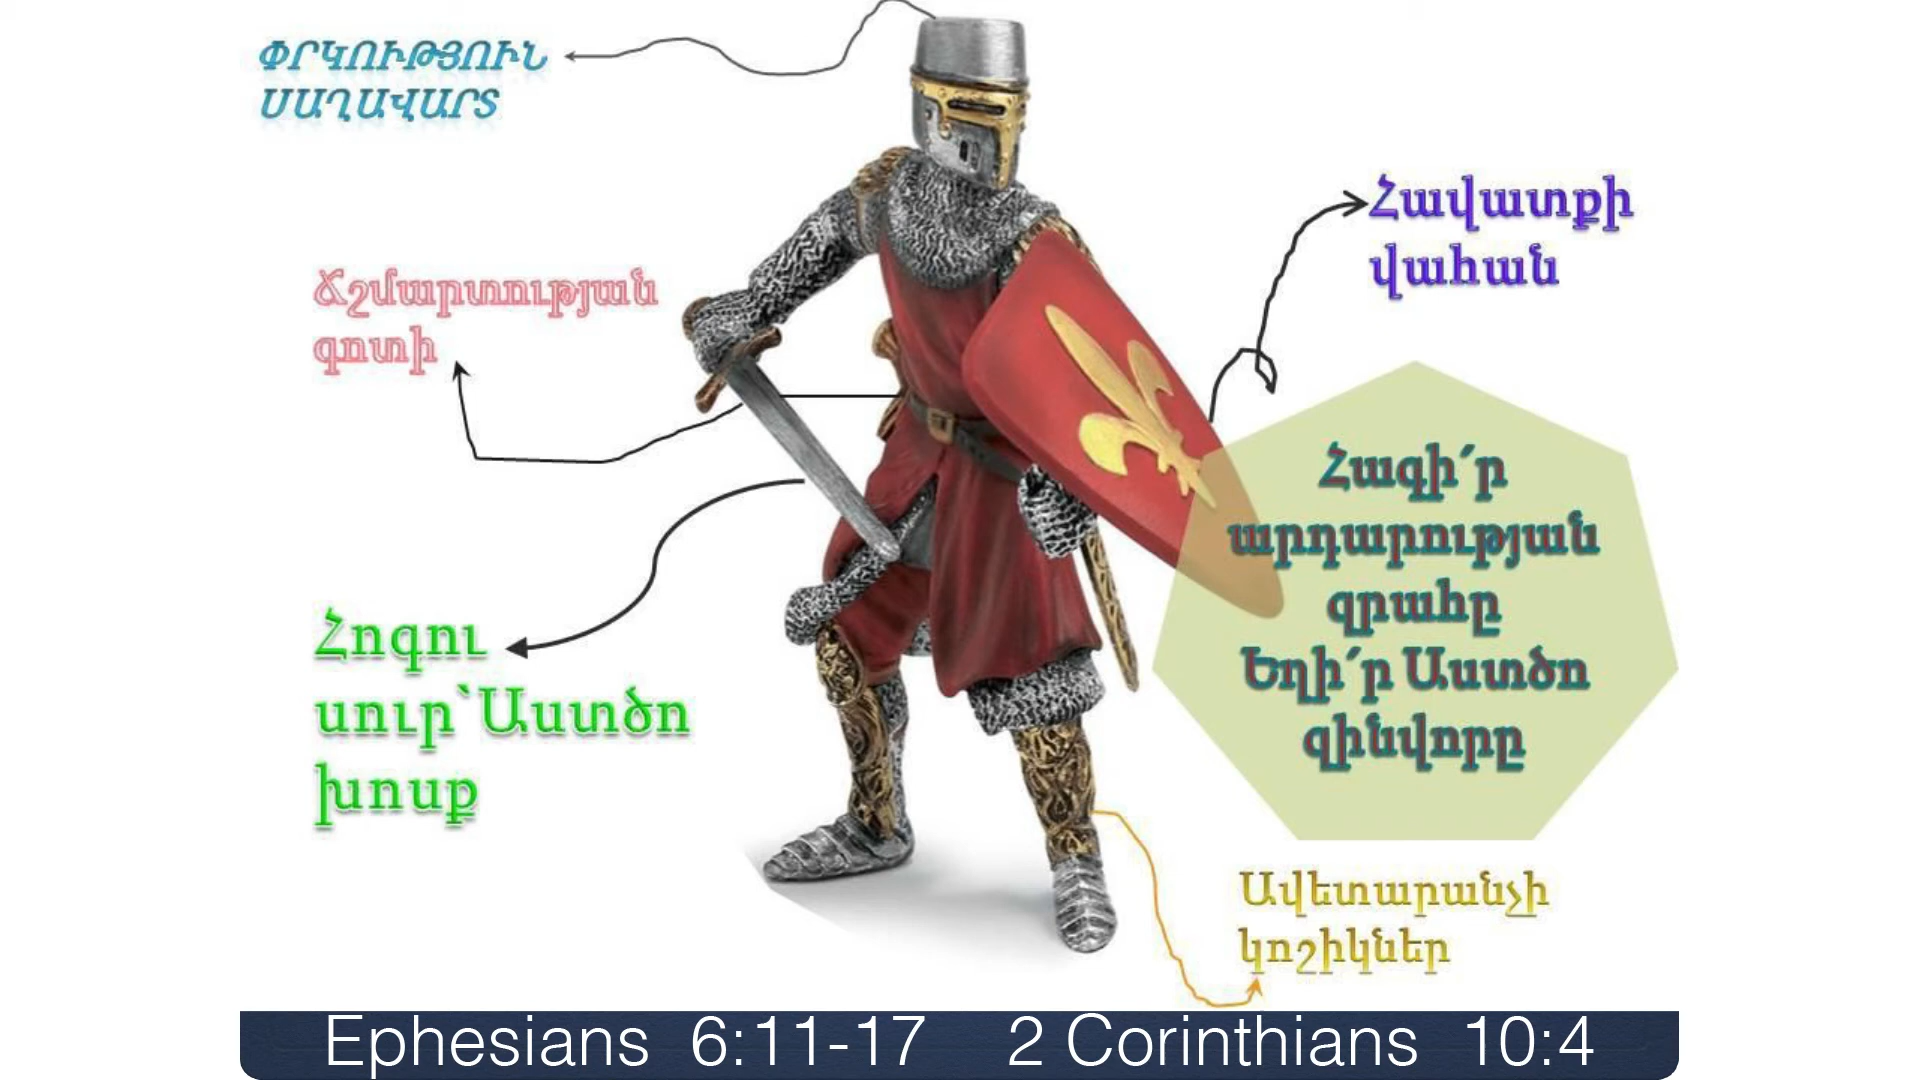 ՓՐԿՈՒԹՅՈՒՆ
ՍԱՂԱՎԱՐՏ
Հավատքի
վահան
Ճշմարտության
գոտի
Հագի՛ր
արդարության
զրահը
Եղի՛ր Աստծո
զինվորը
Հոգու
սուր՝Աստծո
խոսք
Ավետարանչի
կոշիկներ
Ephesians 6:11-17 2 Corinthians 10:4